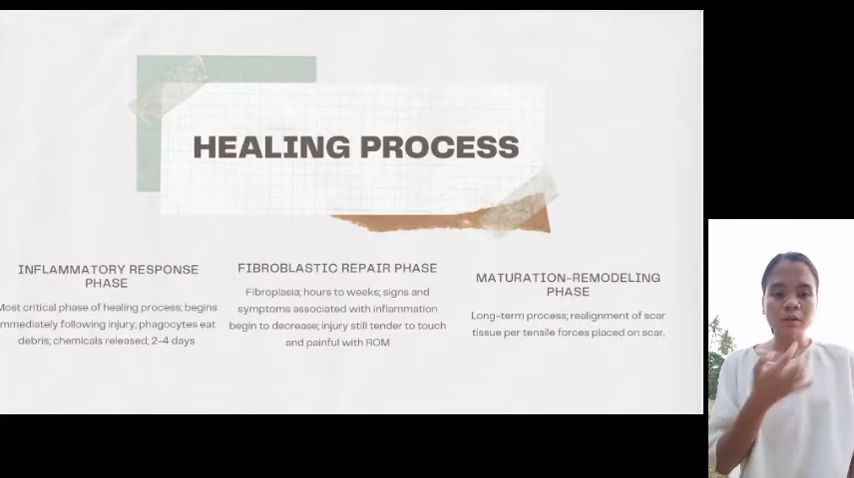 HEALING PROCESS
INFLAMMATORY RESPONSE
PHASE
Most critical phase of healing process; begins
immediately following injury; phagocytes eat
debris; chemicals released; 2-4 days
FIBROBLASTIC REPAIR PHASE
Fibroplasia; hours to weeks; signs and
symptoms associated with inflammation
begin to decrease; injury still tender to touch
and painful with ROM
MATURATION-REMODELING
PHASE
Long-term process; realignment of scar
tissue per tensile forces placed on scar.